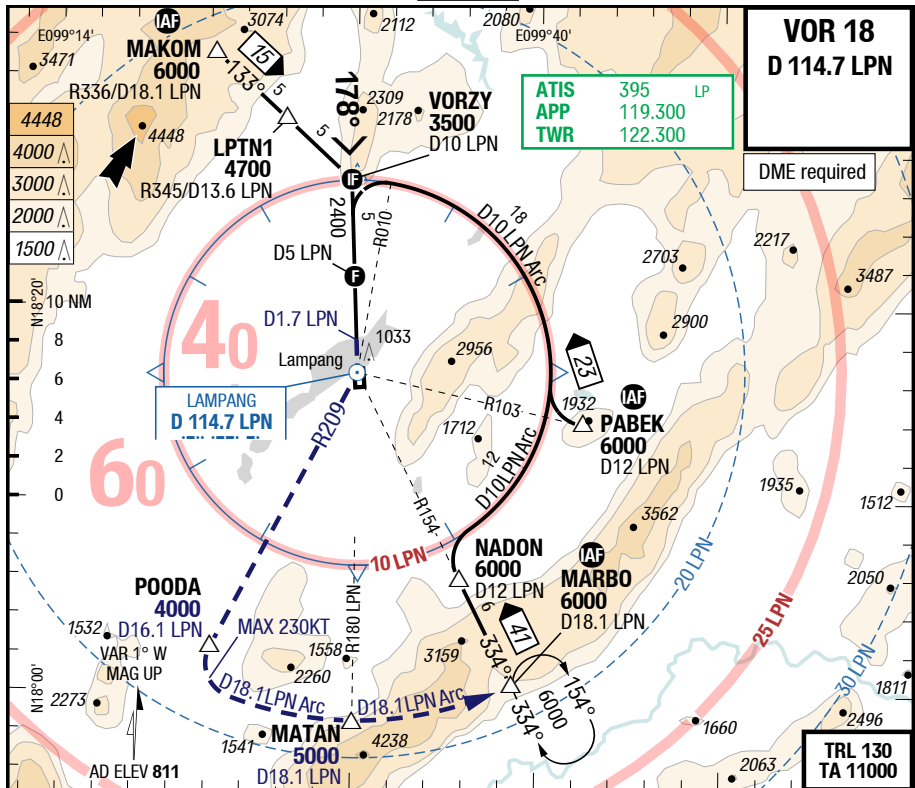 VOR 18
D 114.7 LPN
DME required
ATIS 395 LP
APP 119.300
TWR 122.300
E099°14'
E099°40'
3471
3074
2112
2080
IAF
MAKOM
6000
R336/D18.1 LPN
15
133°
5
5
178°
2309
2178
VORZY
3500
D10 LPN
4448
4448
4000
3000
2000
1500
LPTN1
4700
R345/D13.6 LPN
IF
2400
5
R010
18
D10 LPN Arc
D5 LPN
F
2703
2217
3487
2900
N18°20'
10 NM
8
6
4
2
0
40
D1.7 LPN
1033
Lampang
2956
23
LAMPANG
D 114.7 LPN
R209
R103
1932
IAF
PABEK
6000
D12 LPN
1712
12
D10LPN Arc
60
R154
1935
1512
3562
10 LPN
NADON
6000
D12 LPN
IAF
MARBO
6000
D18.1 LPN
20 LPN
25 LPN
30 LPN
2050
POODA
4000
D16.1 LPN
R180 LPN
6
41
334°
1532
VAR 1° W
MAG UP
MAX 230KT
1558
2260
3159
154°
6000
334°
1811
N18°00'
2273
D18.1LPN Arc
D18.1LPN Arc
1660
2496
1541
MATAN
5000
D18.1 LPN
4238
2063
AD ELEV 811
TRL 130
TA 11000